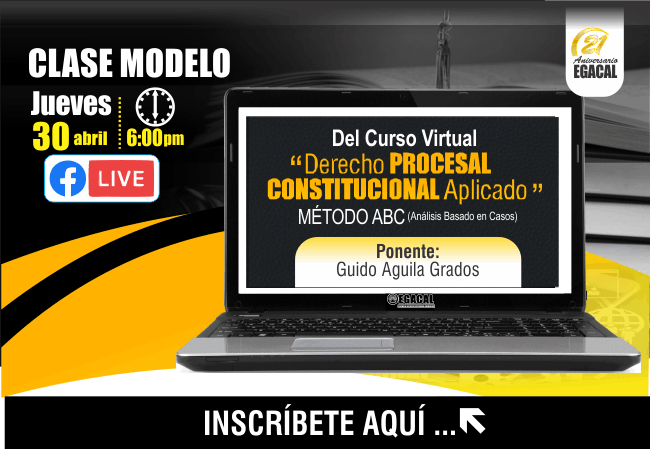 CLASE MODELO
Jueves
30 abril
6:00pm
LIVE
21
Aniversario
EGACAL
Del Curso Virtual
“Derecho PROCESAL
CONSTITUCIONAL Aplicado”
MÉTODO ABC (Análisis Basado en Casos)
Ponente:
Guido Aguila Grados
EGACAL
INSCRÍBETE AQUÍ ...